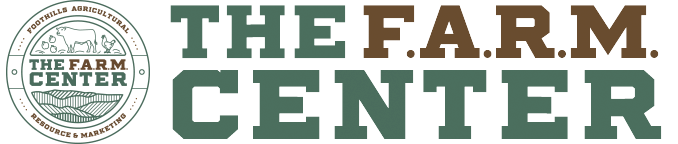 FOOTHILLS AGRICULTURAL
THE F.A.R.M.
CENTER
RESOURCE & MARKETING
THE F.A.R.M.
CENTER